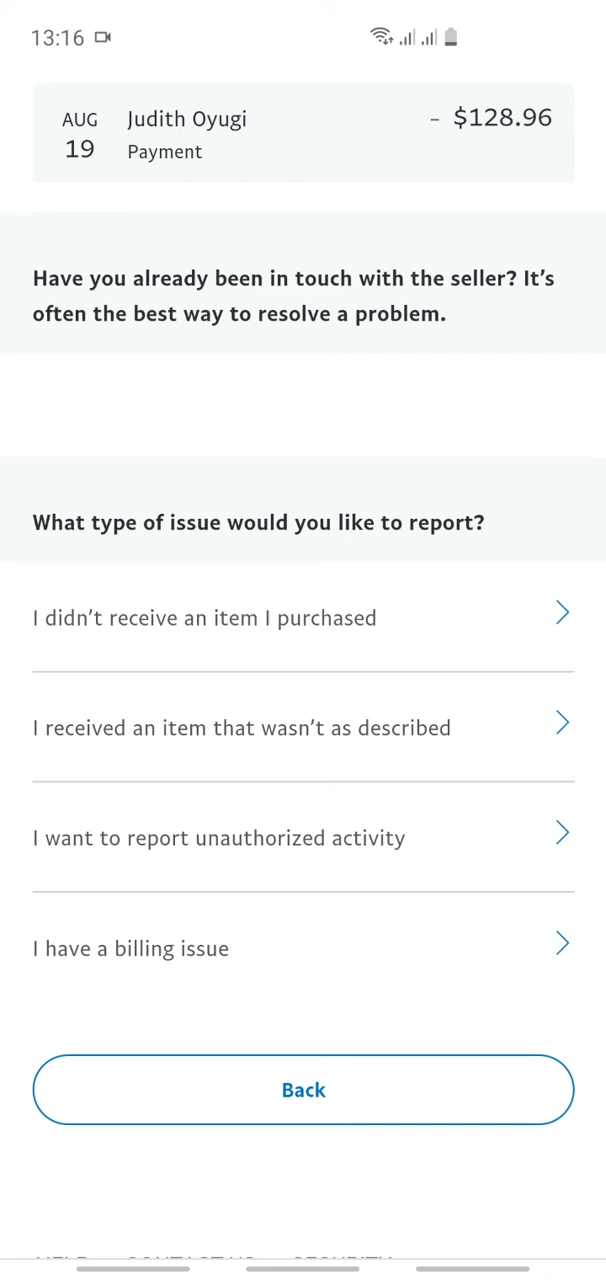 13:16
AUG Judith Oyugi - $128.96
19 Payment
Have you already been in touch with the seller? It's
often the best way to resolve a problem.
What type of issue would you like to report?
I didn't receive an item I purchased
I received an item that wasn't as described
I want to report unauthorized activity
I have a billing issue
Back